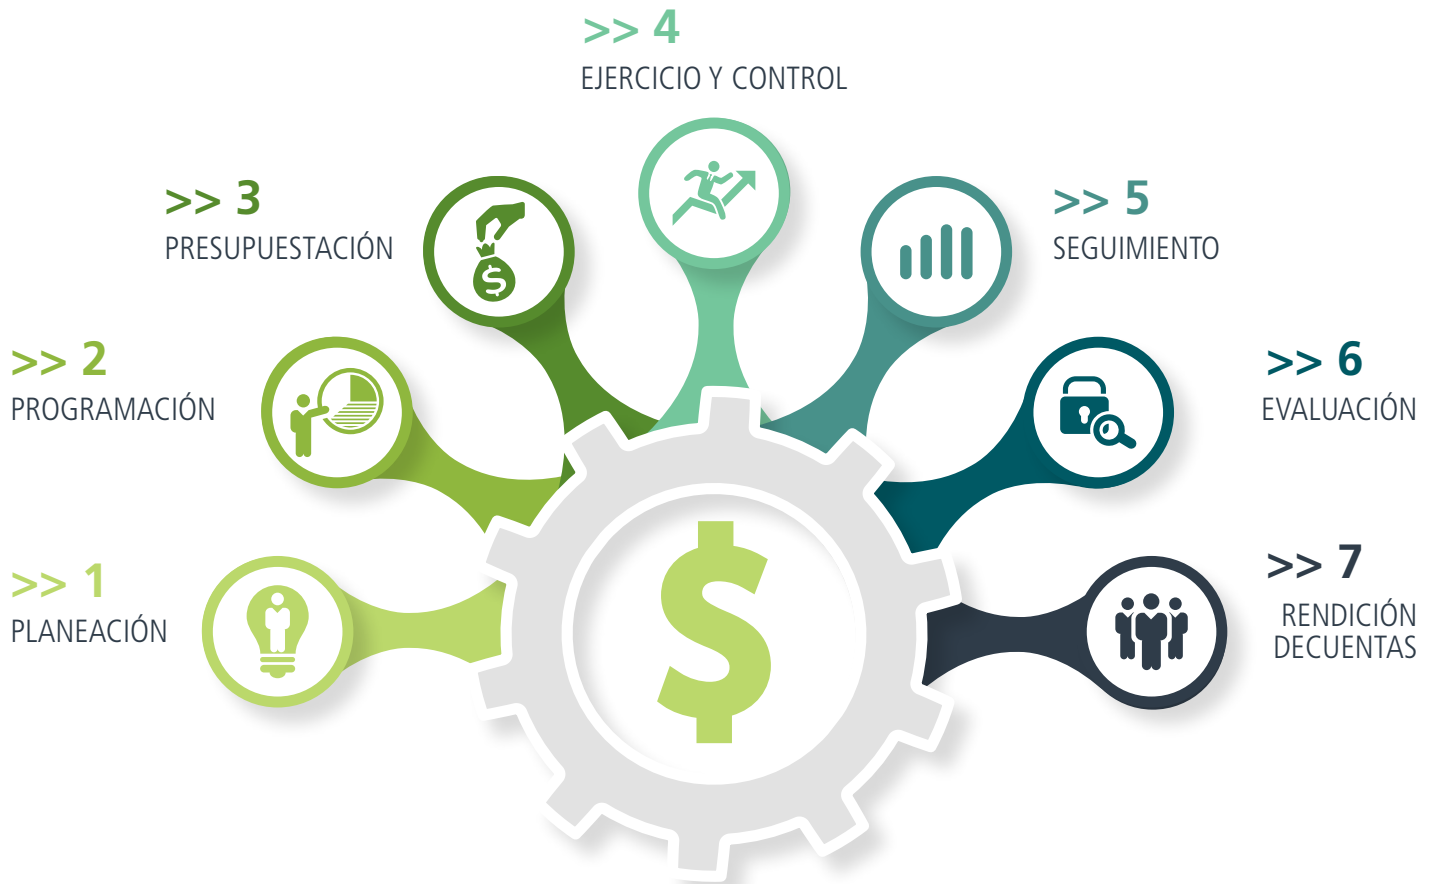 >> 1
PLANEACIÓN
>> 2
PROGRAMACIÓN
>> 3
PRESUPUESTACIÓN
>> 4
EJERCICIO Y CONTROL
>> 5
SEGUIMIENTO
>> 6
EVALUACIÓN
>> 7
RENDICIÓN
DECUENTAS
$
$